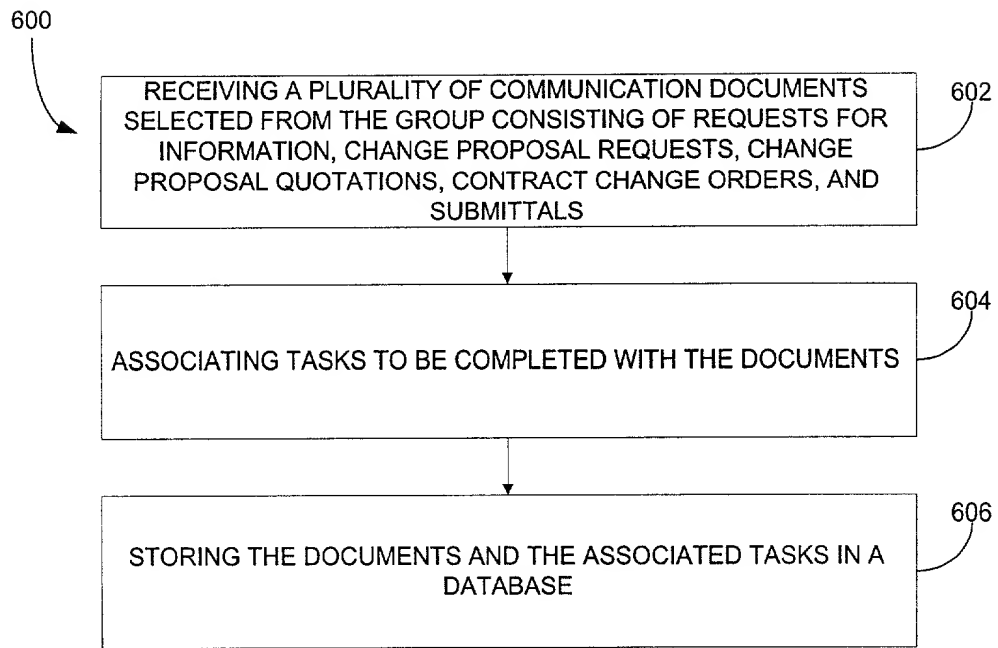 600
RECEIVING A PLURALITY OF COMMUNICATION DOCUMENTS
SELECTED FROM THE GROUP CONSISTING OF REQUESTS FOR
INFORMATION, CHANGE PROPOSAL REQUESTS, CHANGE
PROPOSAL QUOTATIONS, CONTRACT CHANGE ORDERS, AND
SUBMITTALS
602
ASSOCIATING TASKS TO BE COMPLETED WITH THE DOCUMENTS
604
STORING THE DOCUMENTS AND THE ASSOCIATED TASKS IN A
DATABASE
606